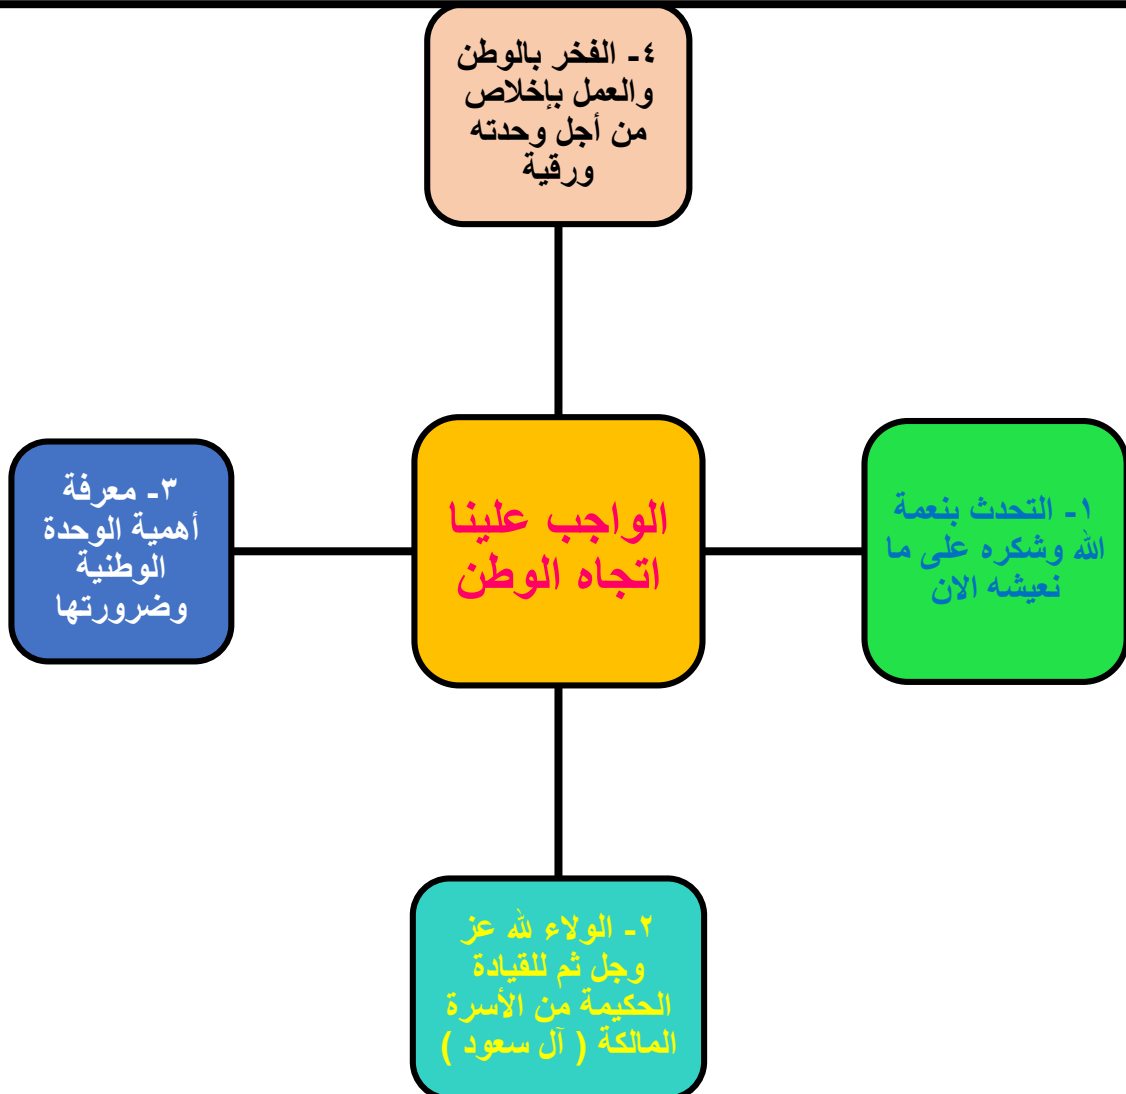 ٤- الفخر بالوطن
والعمل بإخلاص
من أجل وحدته
ورقية
الواجب علينا
اتجاه الوطن
١- التحدث بنعمة
الله وشكره على ما
نعيشه الان
٣- معرفة
أهمية الوحدة
الوطنية
وضرورتها
٢- الولاء لله عز
وجل ثم للقيادة
الحكيمة من الأسرة
المالكة ( آل سعود )